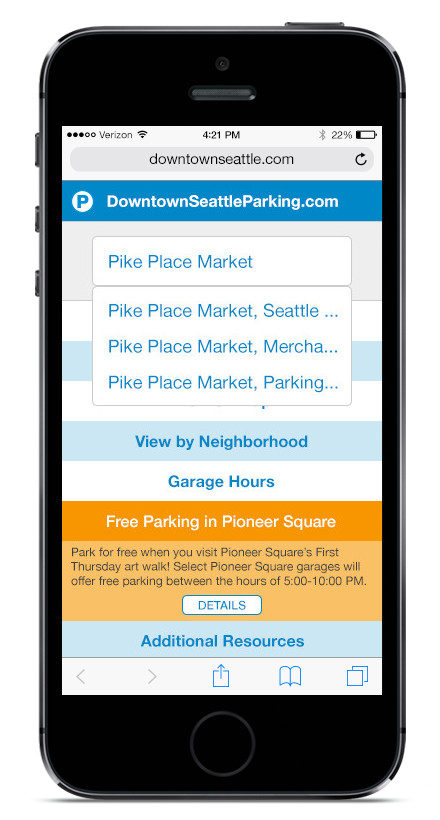 Verizon 4:21 PM 22%
downtownseattle.com
P DowntownSeattleParking.com
Pike Place Market
Pike Place Market, Seattle ...
Pike Place Market, Mercha...
Pike Place Market, Parking...
View by Neighborhood
Garage Hours
Free Parking in Pioneer Square
Park for free when you visit Pioneer Square's First
Thursday art walk! Select Pioneer Square garages will
offer free parking between the hours of 5:00-10:00 PM.
DETAILS
Additional Resources